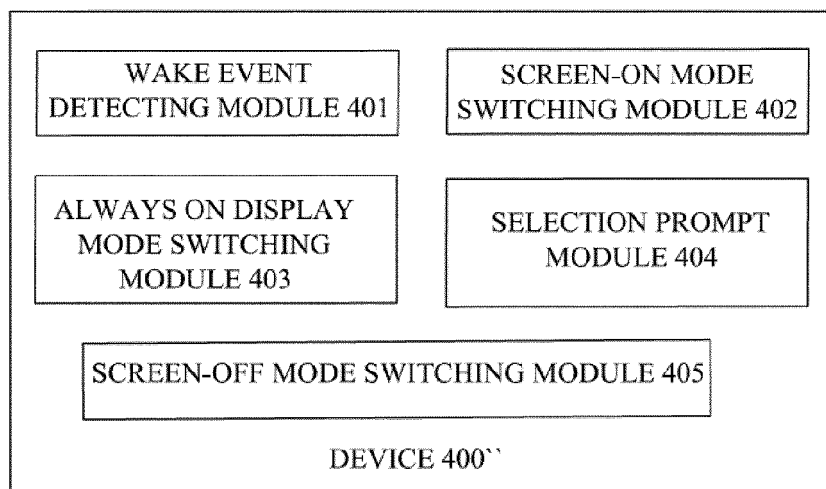 WAKE EVENT
DETECTING MODULE 401
SCREEN-ON MODE
SWITCHING MODULE 402
ALWAYS ON DISPLAY
MODE SWITCHING
MODULE 403
SELECTION PROMPT
MODULE 404
SCREEN-OFF MODE SWITCHING MODULE 405
DEVICE 400``